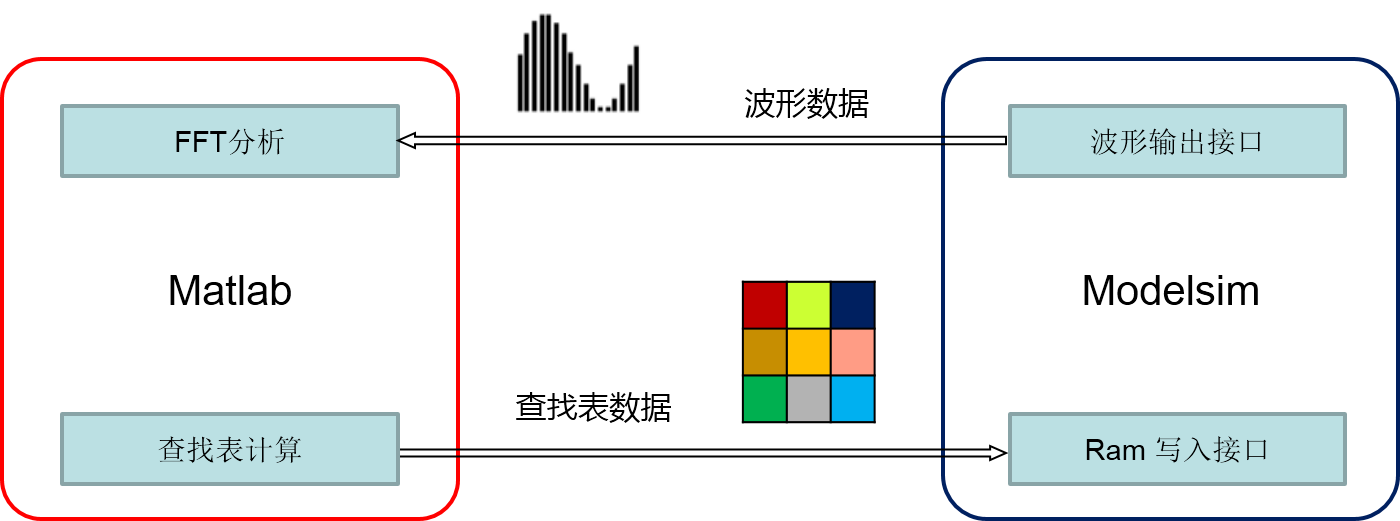 波形数据
FFT分析
波形输出接口
Matlab
Modelsim
查找表数据
查找表计算
Ram 写入接口